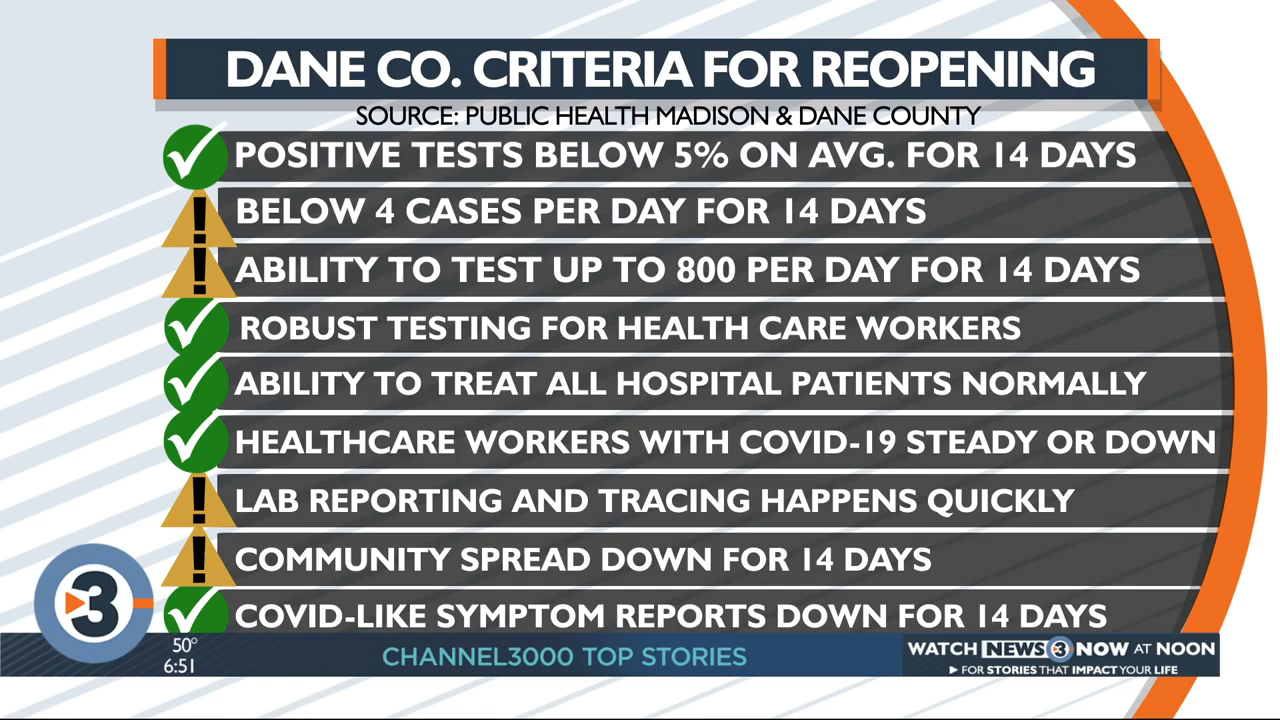 DANE CO. CRITERIA FOR REOPENING
SOURCE: PUBLIC HEALTH MADISON & DANE COUNTY
POSITIVE TESTS BELOW 5% ON AVG. FOR 14 DAYS
! BELOW 4 CASES PER DAY FOR 14 DAYS
! ABILITY TO TEST UP TO 800 PER DAY FOR 14 DAYS
ROBUST TESTING FOR HEALTH CARE WORKERS
ABILITY TO TREAT ALL HOSPITAL PATIENTS NORMALLY
HEALTHCARE WORKERS WITH COVID-19 STEADY OR DOWN
! LAB REPORTING AND TRACING HAPPENS QUICKLY
! COMMUNITY SPREAD DOWN FOR 14 DAYS
COVID-LIKE SYMPTOM REPORTS DOWN FOR 14 DAYS
3
50°
6:51
CHANNEL3000 TOP STORIES
WATCH NEWS 3 NOW AT NOON
FOR STORIES THAT IMPACT YOUR LIFE